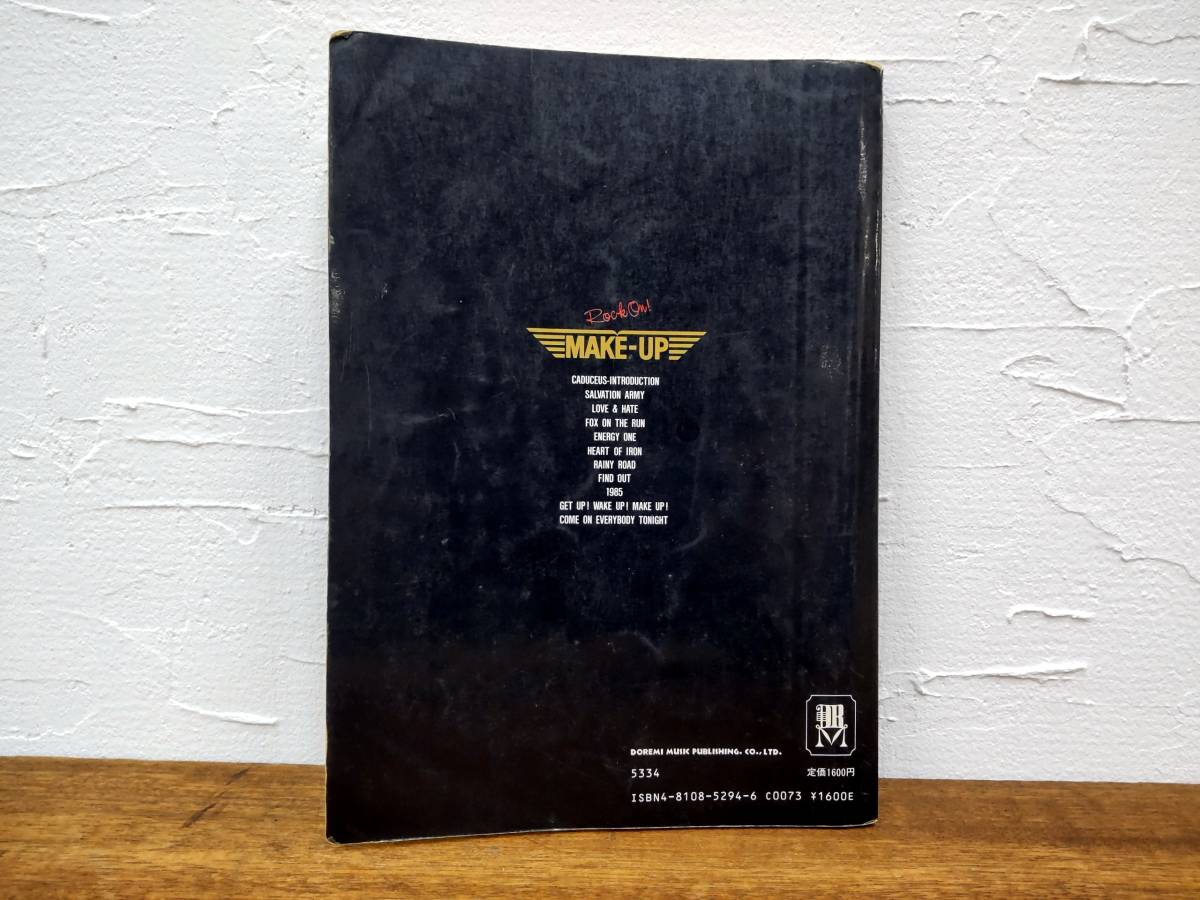 Rock On!
MAKE-UP
CADUCEUS-INTRODUCTION
SALVATION ARMY
LOVE & HATE
FOX ON THE RUN
ENERGY ONE
HEART OF IRON
RAINY ROAD
FIND OUT
1985
GET UP! WAKE UP! MAKE UP!
COME ON EVERYBODY TONIGHT
DRM
DOREMI MUSIC PUBLISHING. CO., LTD.
5334 定価1600円
ISBN4-8108-5294-6 C0073 ¥1600E